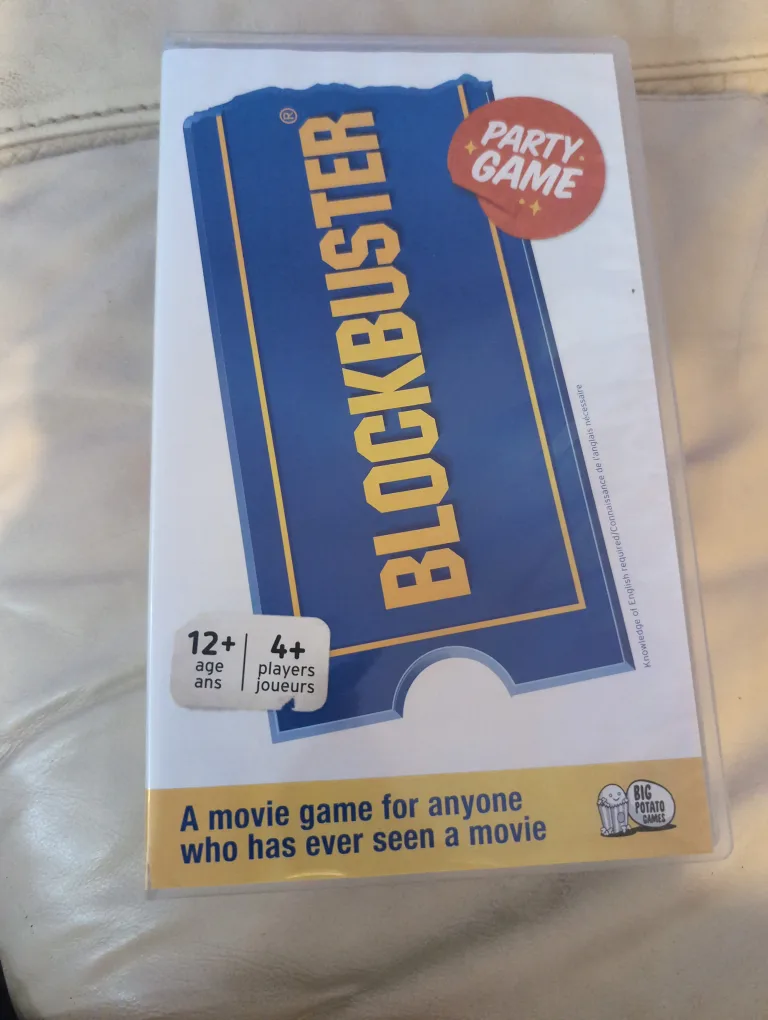 PARTY
GAME
BLOCKBUSTER®
Knowledge of English required/Connaissance de l'anglais nécessaire
12+
age
ans
4+
players
joueurs
A movie game for anyone
who has ever seen a movie
BIG
POTATO
GAMES